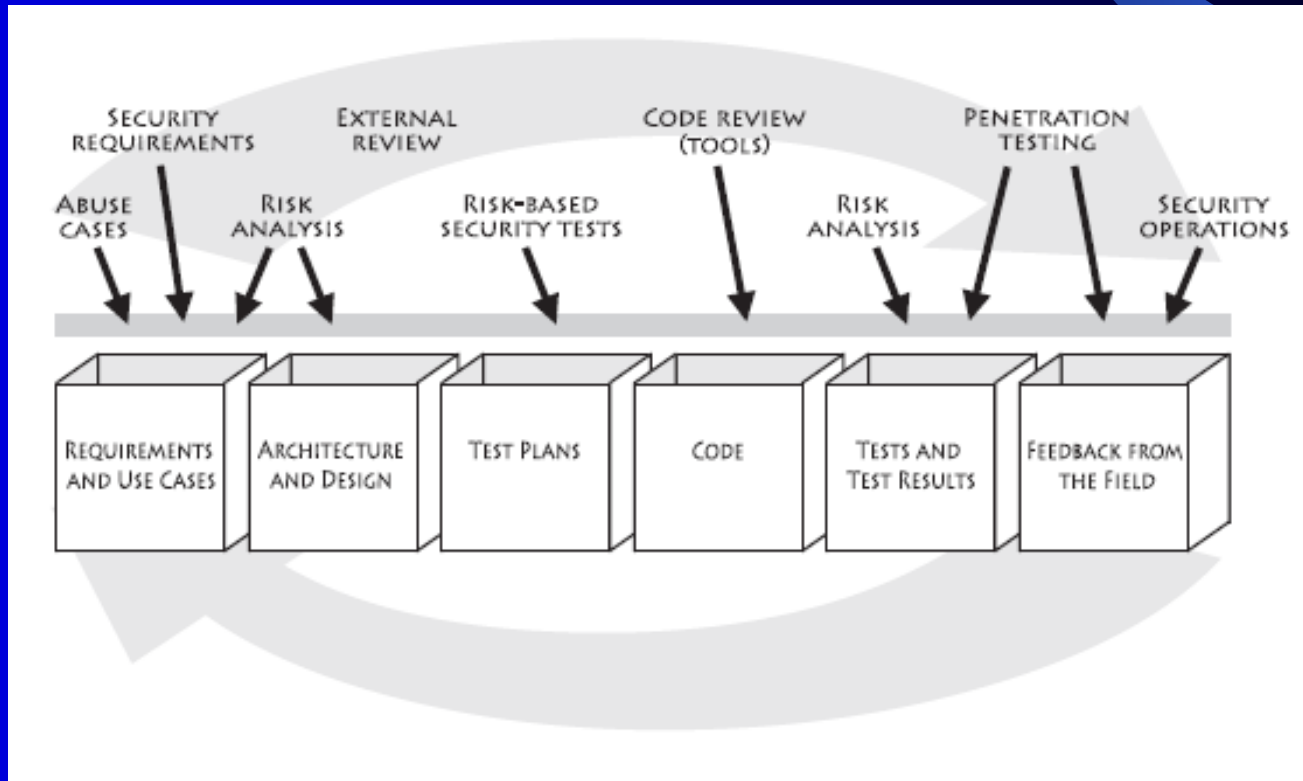 SECURITY
REQUIREMENTS
EXTERNAL
REVIEW
CODE REVIEW
(TOOLS)
PENETRATION
TESTING
ABUSE
CASES
RISK
ANALYSIS
RISK-BASED
SECURITY TESTS
RISK
ANALYSIS
SECURITY
OPERATIONS
REQUIREMENTS
AND USE CASES
ARCHITECTURE
AND DESIGN
TEST PLANS
CODE
TESTS AND
TEST RESULTS
FEEDBACK FROM
THE FIELD